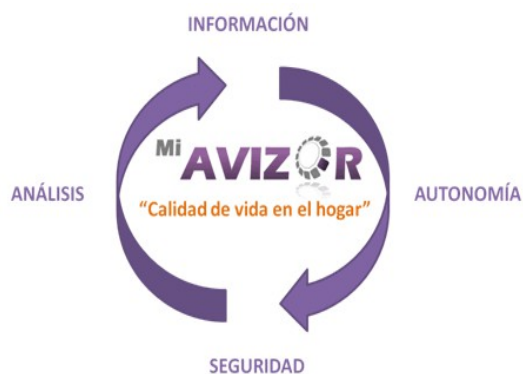 INFORMACIÓN
Mi AVIZOR
ANÁLISIS
AUTONOMÍA
“Calidad de vida en el hogar”
SEGURIDAD